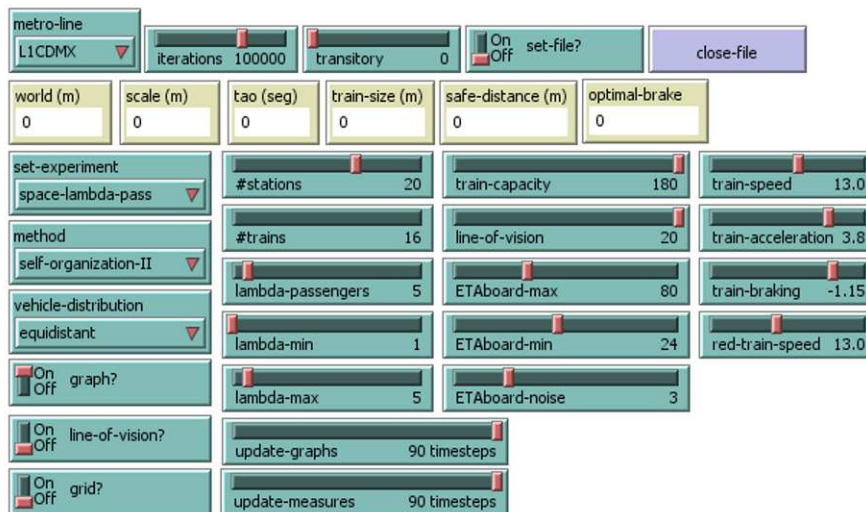 metro-line
L1CDMX
iterations 100000
transitory 0
On
Off
set-file?
close-file
world (m)
0
scale (m)
0
tao (seg)
0
train-size (m)
0
safe-distance (m)
0
optimal-brake
0
set-experiment
space-lambda-pass
#stations 20
train-capacity 180
train-speed 13.0
method
self-organization-II
#trains 16
line-of-vision 20
train-acceleration 3.8
vehicle-distribution
equidistant
lambda-passengers 5
ETAboard-max 80
train-braking -1.15
lambda-min 1
ETAboard-min 24
red-train-speed 13.0
On
Off
graph?
lambda-max 5
ETAboard-noise 3
On
Off
line-of-vision?
update-graphs 90 timesteps
On
Off
grid?
update-measures 90 timesteps